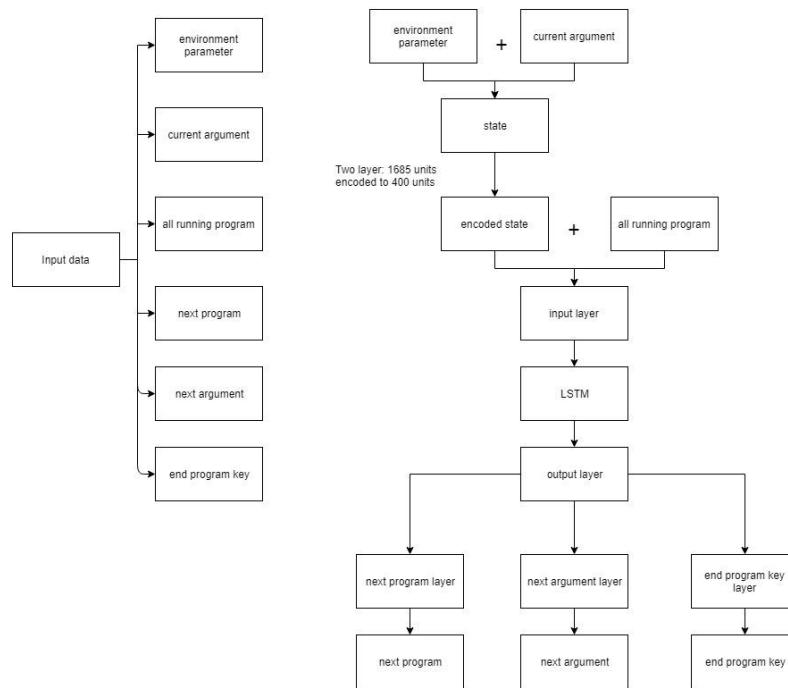 environment
parameter
current argument
all running program
Input data
next program
next argument
end program key
environment
parameter
+
current argument
state
Two layer: 1685 units
encoded to 400 units
encoded state
+
all running program
input layer
LSTM
output layer
next program layer
next argument layer
end program key
layer
next program
next argument
end program key